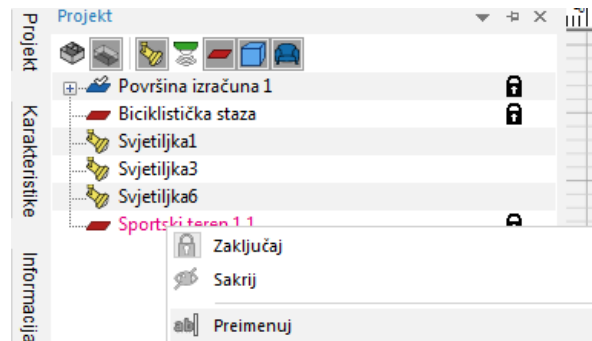 Projekt
Projekt
Karakteristike
Informacija
Površina izračuna 1
Biciklistička staza
Svjetiljka1
Svjetiljka3
Svjetiljka6
Sportski teren 1 1
Zaključaj
Sakrij
ab Preimenuj